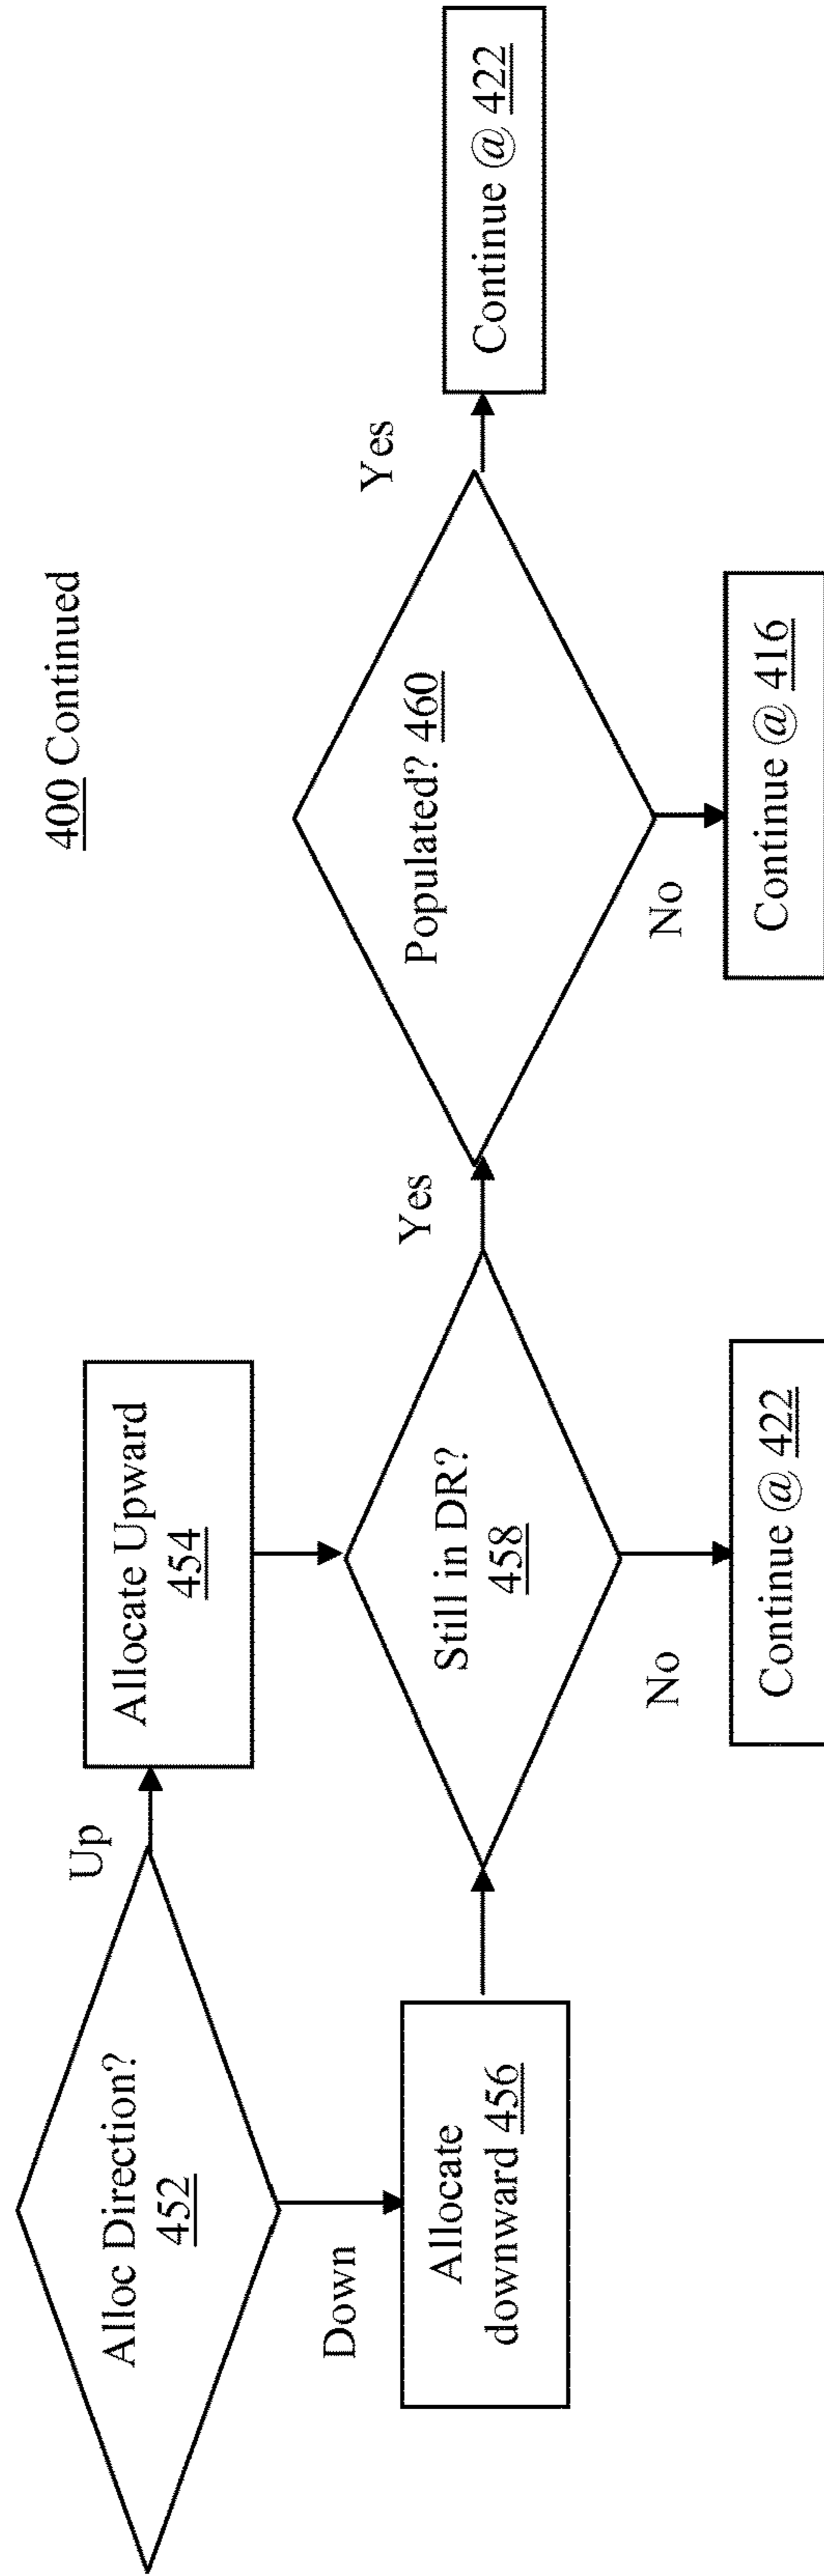 400 Continued
Alloc Direction?
452
Up
Allocate Upward
454
Down
Allocate
downward 456
Still in DR?
458
Yes
No
Continue @ 422
Populated? 460
Yes
No
Continue @ 416
Continue @ 422